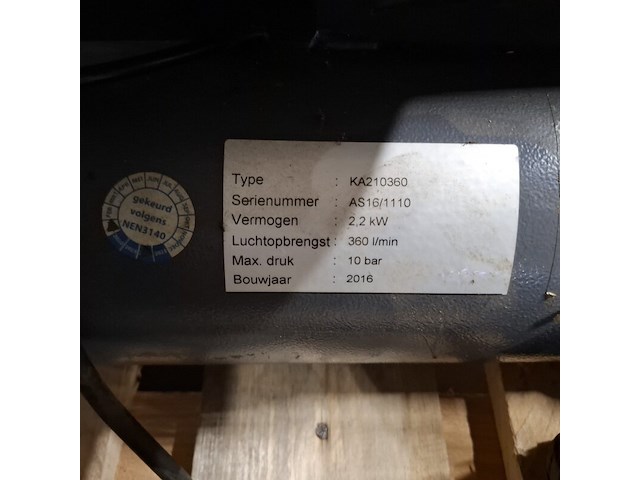 Type : KA210360
Serienummer : AS16/1110
Vermogen : 2,2 kW
Luchtopbrengst : 360 l/min
Max. druk : 10 bar
Bouwjaar : 2016
gekeurd
volgens
NEN3140